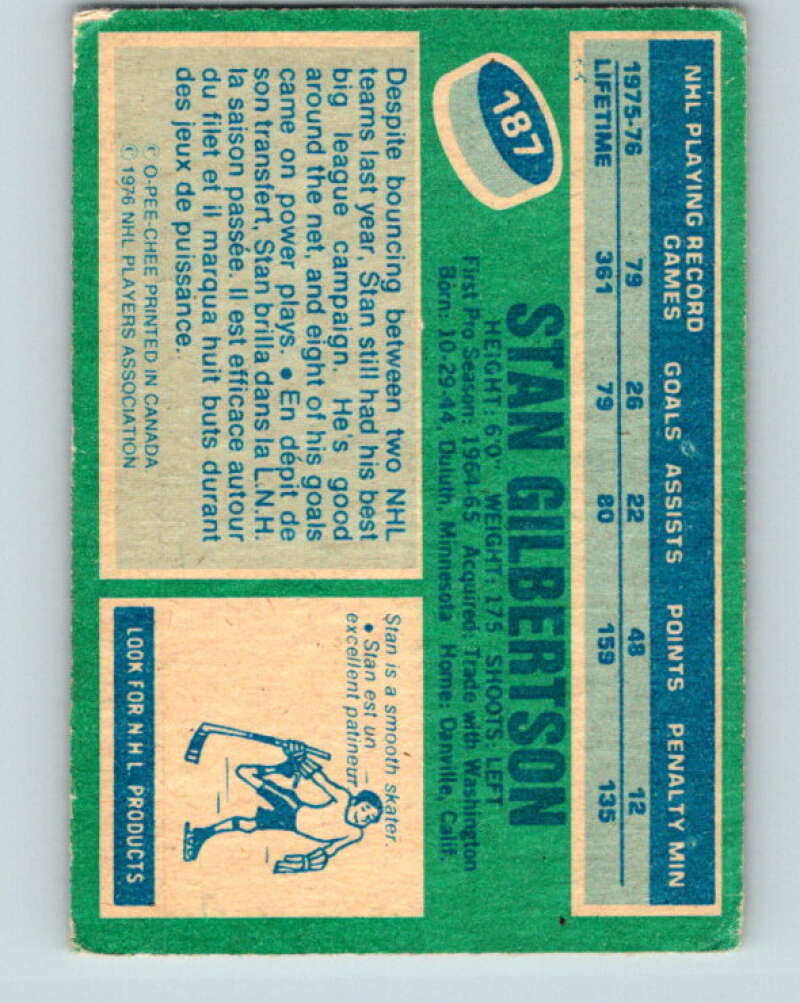 NHL PLAYING RECORD
GAMES GOALS ASSISTS POINTS PENALTY MIN
1975-76 79 26 22 48 12
LIFETIME 361 79 80 159 135
187
STAN GILBERTSON
HEIGHT: 6'0" WEIGHT: 175 SHOOTS: LEFT
First Pro Season: 1964-65 Acquired: Trade with Washington
Born: 10-29-44, Duluth, Minnesota Home: Danville, Calif.
Despite bouncing between two NHL
teams last year, Stan still had his best
big league campaign. He's good
around the net, and eight of his goals
came on power plays. • En dépit de
son transfert, Stan brilla dans la L.N.H.
la saison passée. Il est efficace autour
du filet et il marqua huit buts durant
des jeux de puissance.
© O-PEE-CHEE PRINTED IN CANADA
© 1976 NHL PLAYERS ASSOCIATION
Stan is a smooth skater.
• Stan est un
excellent patineur
LOOK FOR NHL PRODUCTS